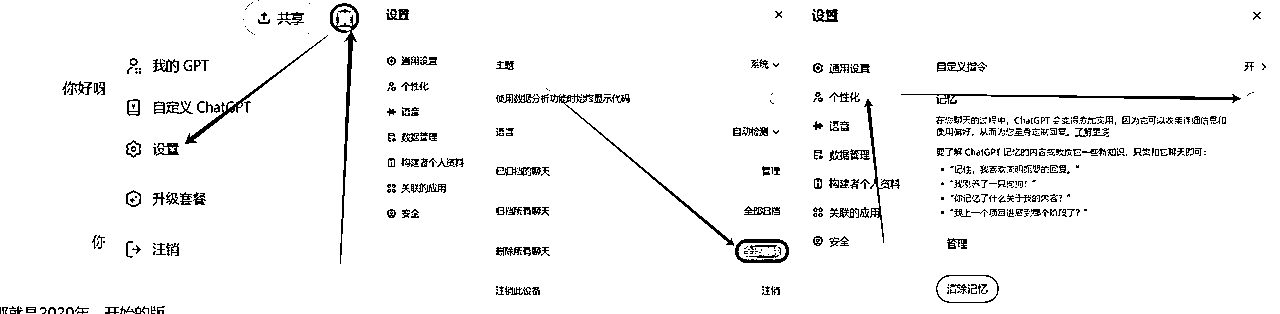 共享
我的 GPT
你好呀
自定义 ChatGPT
设置
升级套餐
你
注销
那就是2020年
开始的版
设置
通用设置
个性化
语音
数据管理
构建者个人资料
关联的应用
安全
主题
系统
使用数据分析功能时始终显示代码
语言
自动检测
已归档的聊天
管理
归档所有聊天
全部归档
删除所有聊天
注销此设备
注销
设置
通用设置
个性化
语音
数据管理
构建者个人资料
关联的应用
安全
自定义指令
开
记忆
在您聊天的过程中,ChatGPT 会变得愈加实用,因为它可以收集详细信息和
使用偏好,从而为您量身定制回复。了解更多
要了解 ChatGPT 记忆的内容或教授它一些新知识,只需和它聊天即可:
• “记住,我喜欢简明扼要的回复。”
• “我刚养了一只狗狗!”
• “你记忆了什么关于我的内容?”
• “我上一个项目进展到哪个阶段了?”
管理
清除记忆